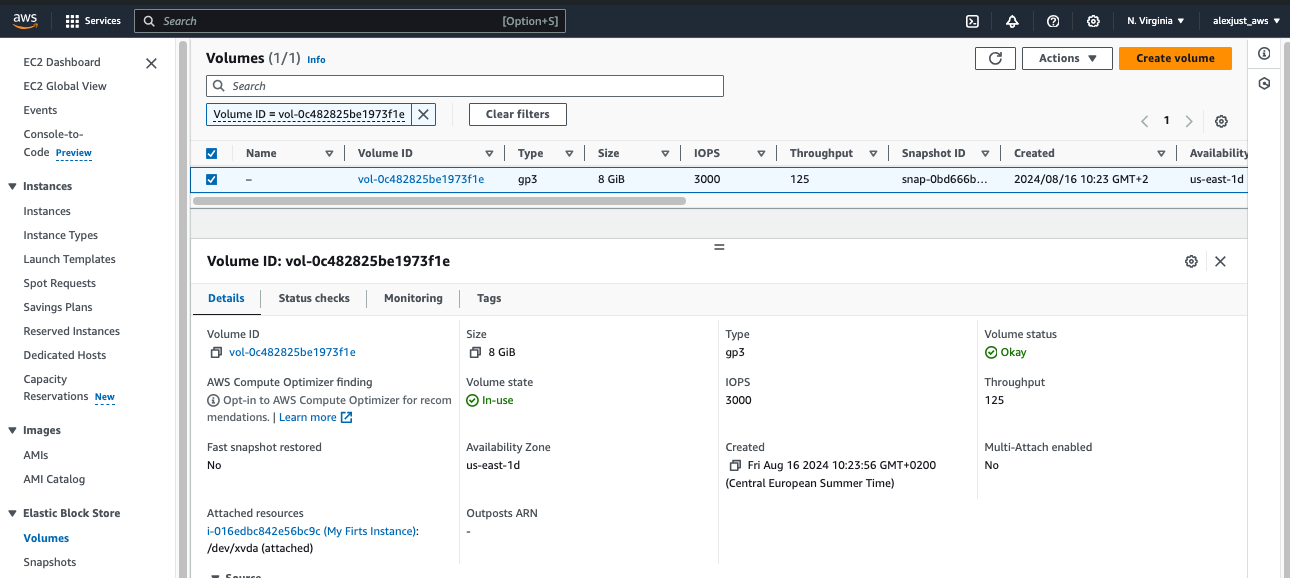 aws Services Search [Option+S] N. Virginia alexjust_aws
EC2 Dashboard
EC2 Global View
Events
Console-to-
Code Preview
Instances
Instances
Instance Types
Launch Templates
Spot Requests
Savings Plans
Reserved Instances
Dedicated Hosts
Capacity
Reservations New
Images
AMIs
AMI Catalog
Elastic Block Store
Volumes
Snapshots
Volumes (1/1) Info
Actions Create volume
Search
Volume ID = vol-0c482825be1973f1e Clear filters
1
Name Volume ID Type Size IOPS Throughput Snapshot ID Created Availability
– vol-0c482825be1973f1e gp3 8 GiB 3000 125 snap-0bd666b... 2024/08/16 10:23 GMT+2 us-east-1d
Volume ID: vol-0c482825be1973f1e
Details Status checks Monitoring Tags
Volume ID Size Type Volume status
vol-0c482825be1973f1e 8 GiB gp3 Okay
AWS Compute Optimizer finding Volume state IOPS Throughput
Opt-in to AWS Compute Optimizer for recom In-use 3000 125
mendations. | Learn more
Fast snapshot restored Availability Zone Created Multi-Attach enabled
No us-east-1d Fri Aug 16 2024 10:23:56 GMT+0200 No
(Central European Summer Time)
Attached resources Outposts ARN
i-016edbc842e56bc9c (My Firts Instance): -
/dev/xvda (attached)
Source